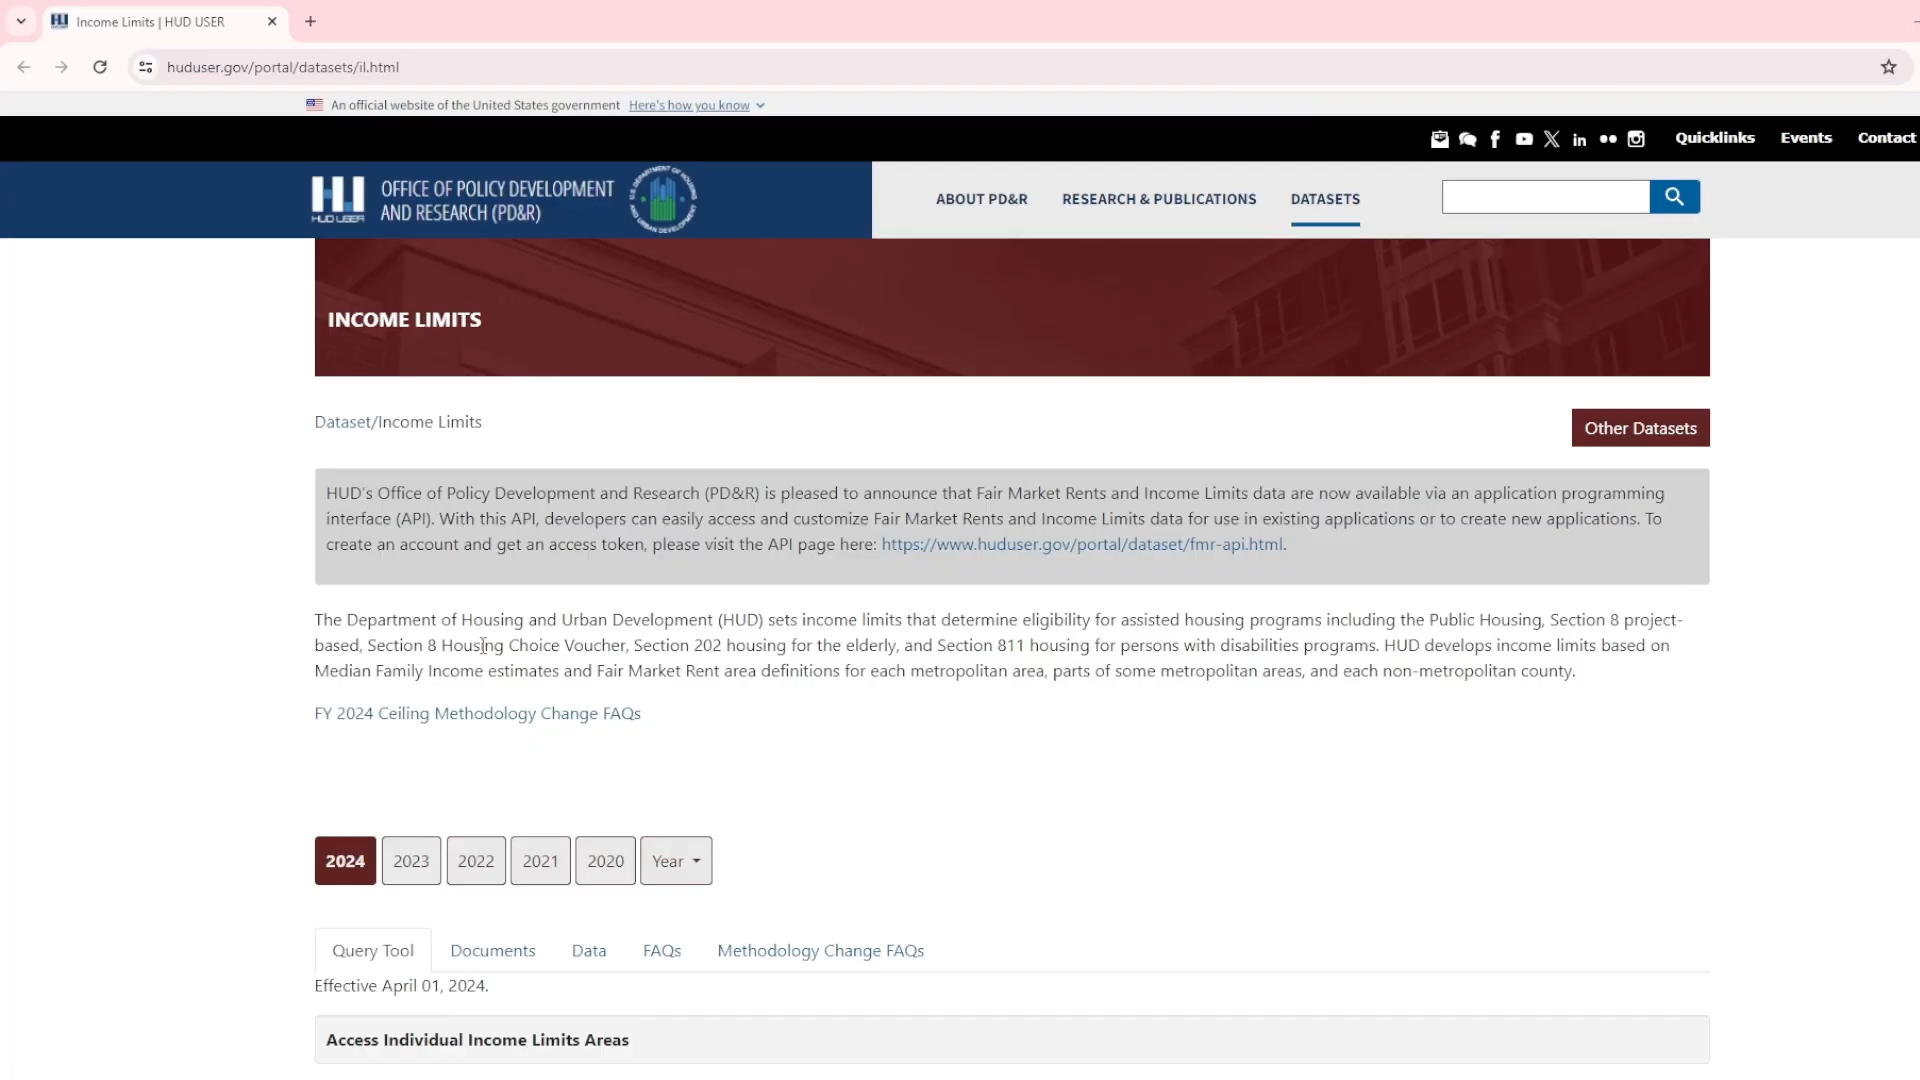 Income Limits | HUD USER
huduser.gov/portal/datasets/il.html
An official website of the United States government Here's how you know
Quicklinks Events Contact
HUD USER
OFFICE OF POLICY DEVELOPMENT
AND RESEARCH (PD&R)
ABOUT PD&R RESEARCH & PUBLICATIONS DATASETS
INCOME LIMITS
Dataset/Income Limits
Other Datasets
HUD's Office of Policy Development and Research (PD&R) is pleased to announce that Fair Market Rents and Income Limits data are now available via an application programming
interface (API). With this API, developers can easily access and customize Fair Market Rents and Income Limits data for use in existing applications or to create new applications. To
create an account and get an access token, please visit the API page here: https://www.huduser.gov/portal/dataset/fmr-api.html.
The Department of Housing and Urban Development (HUD) sets income limits that determine eligibility for assisted housing programs including the Public Housing, Section 8 project-
based, Section 8 Housing Choice Voucher, Section 202 housing for the elderly, and Section 811 housing for persons with disabilities programs. HUD develops income limits based on
Median Family Income estimates and Fair Market Rent area definitions for each metropolitan area, parts of some metropolitan areas, and each non-metropolitan county.
FY 2024 Ceiling Methodology Change FAQs
2024 2023 2022 2021 2020 Year
Query Tool Documents Data FAQs Methodology Change FAQs
Effective April 01, 2024.
Access Individual Income Limits Areas